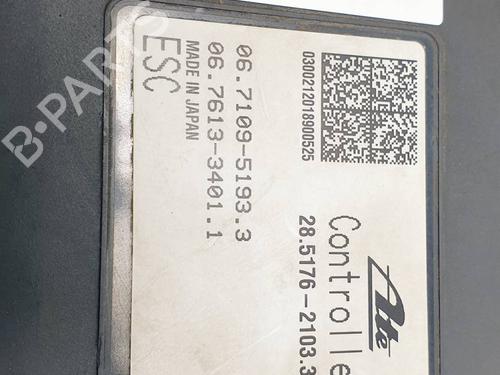 Ate
Controlle
28.5176-2103.3
0300212018900525
06.7109-5193.3
06.7613-3401.1
MADE IN JAPAN
ESC
B-PARTS